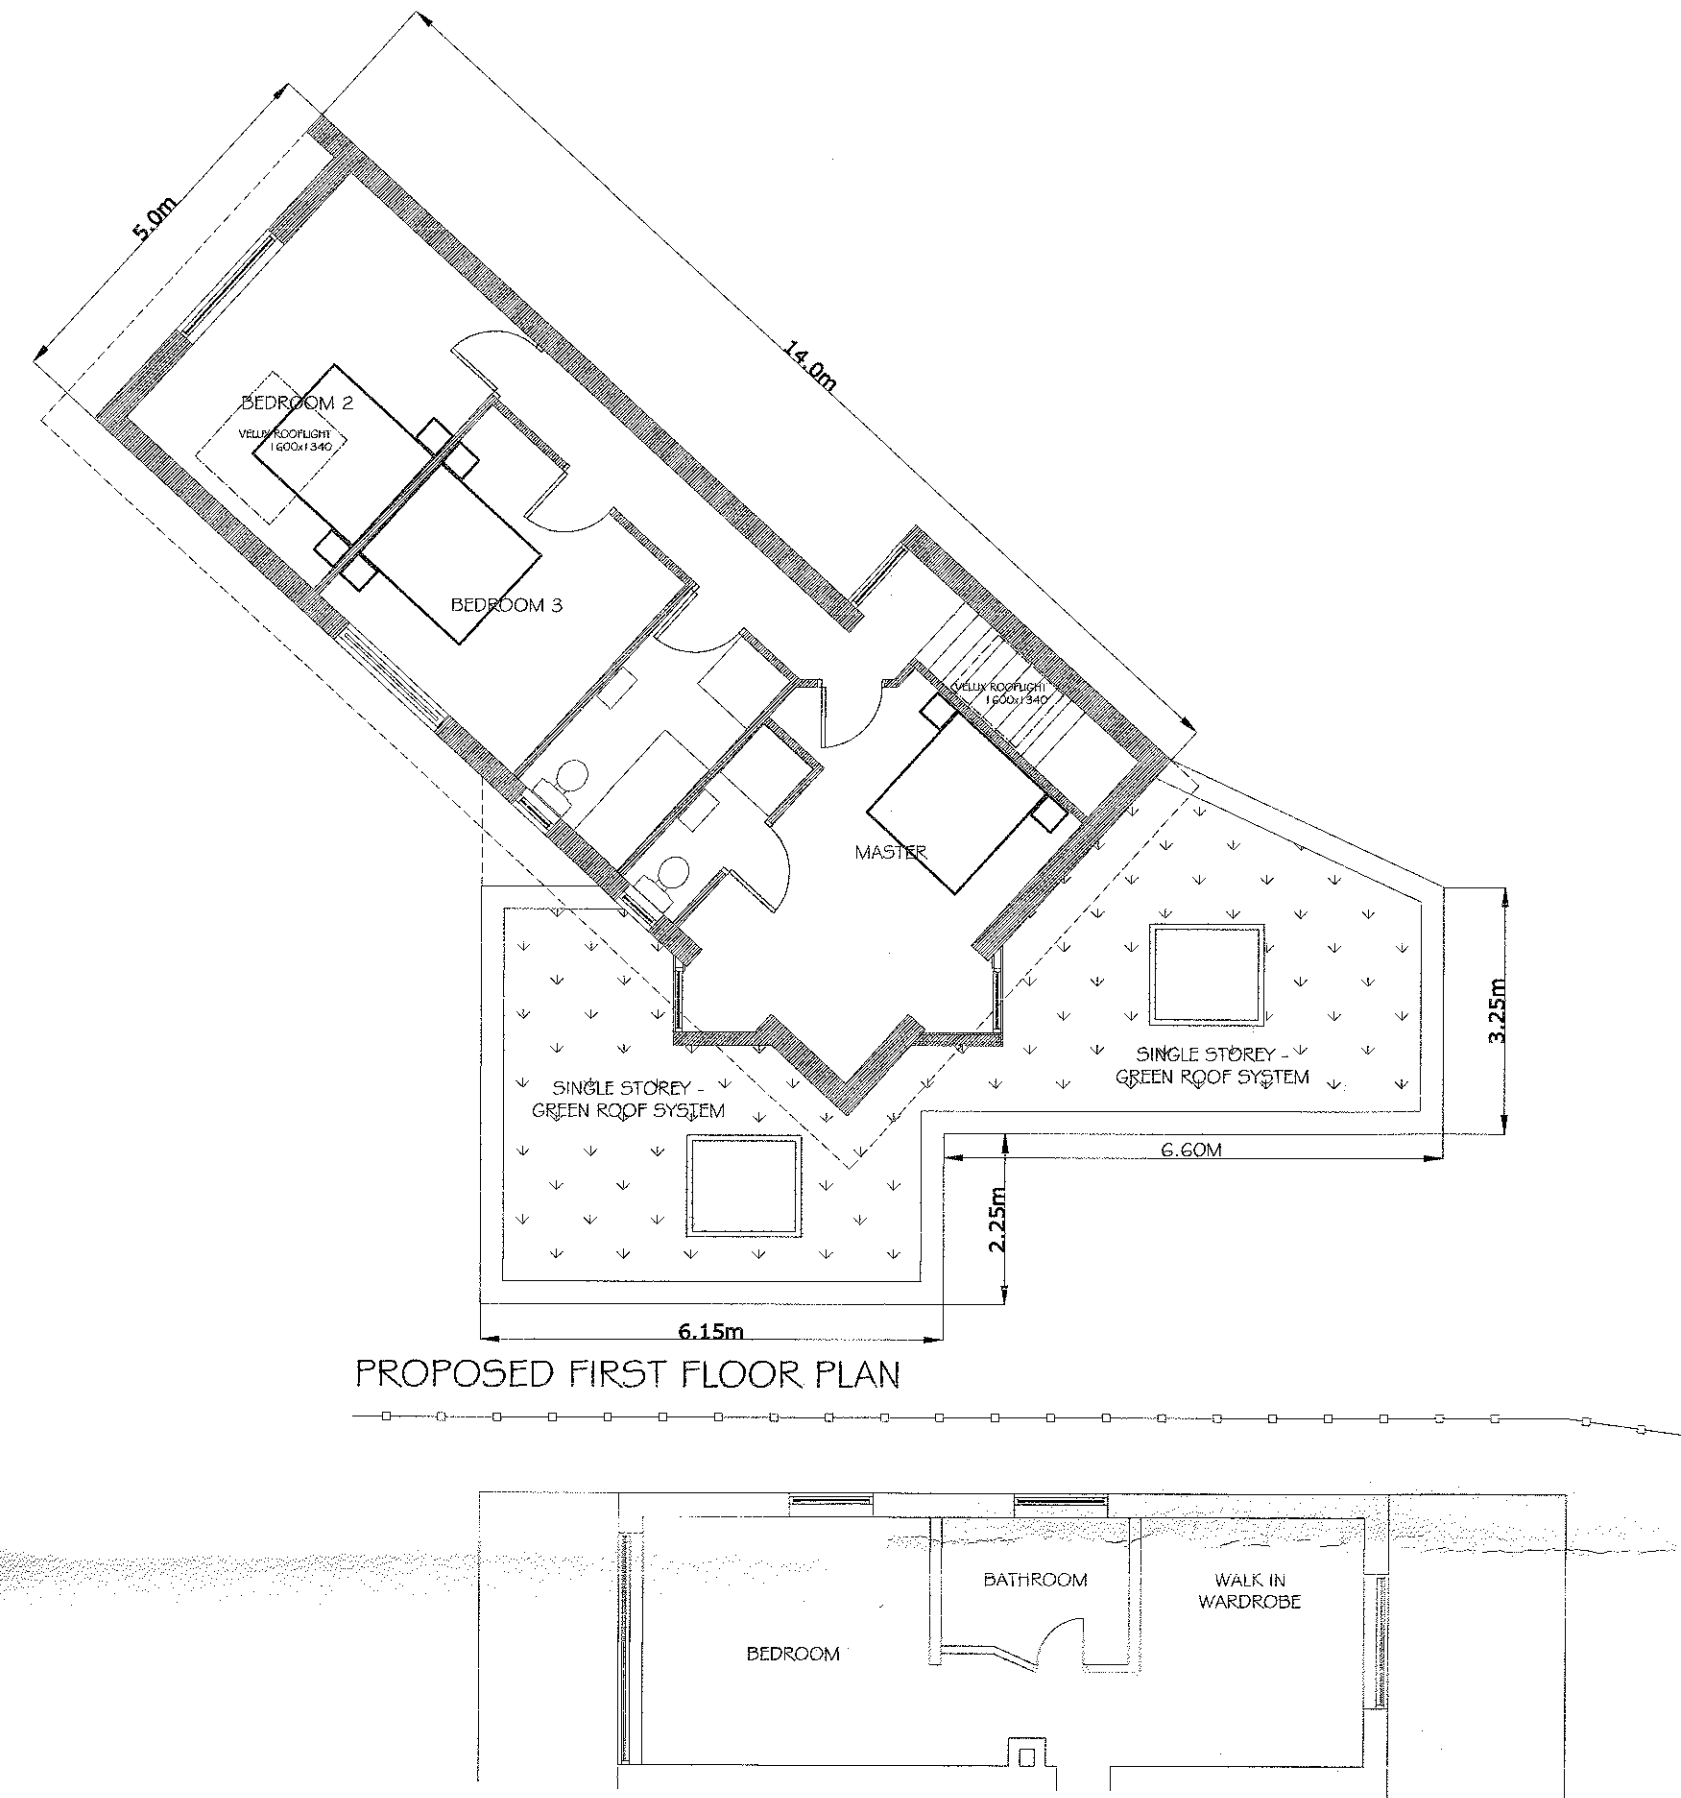 5.0m
14.0m
BEDROOM 2
VELUX ROOFLIGHT
1600x1340
BEDROOM 3
VELUX ROOFLIGHT
1600x1340
MASTER
3.25m
SINGLE STOREY -
GREEN ROOF SYSTEM
SINGLE STOREY -
GREEN ROOF SYSTEM
6.60M
2.25m
6.15m
PROPOSED FIRST FLOOR PLAN
BATHROOM
WALK IN
WARDROBE
BEDROOM